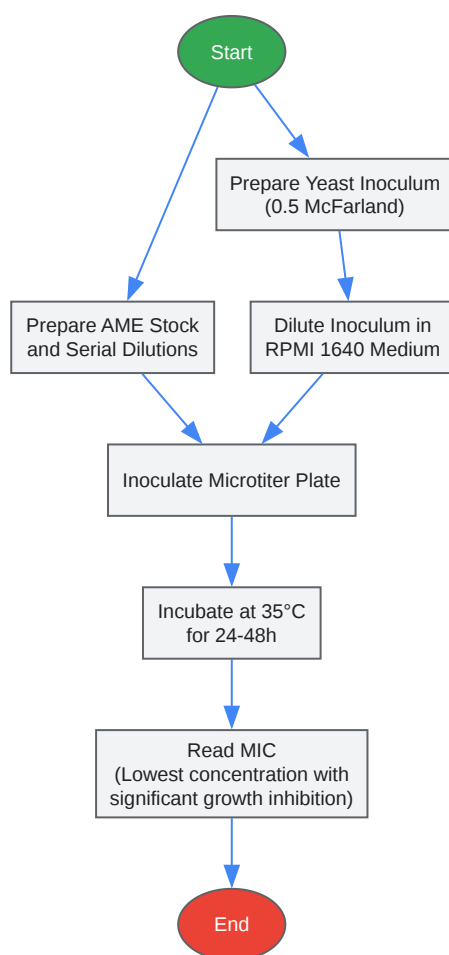 Start
Prepare Yeast Inoculum
(0.5 McFarland)
Prepare AME Stock
and Serial Dilutions
Dilute Inoculum in
RPMI 1640 Medium
Inoculate Microtiter Plate
Incubate at 35°C
for 24-48h
Read MIC
(Lowest concentration with
significant growth inhibition)
End